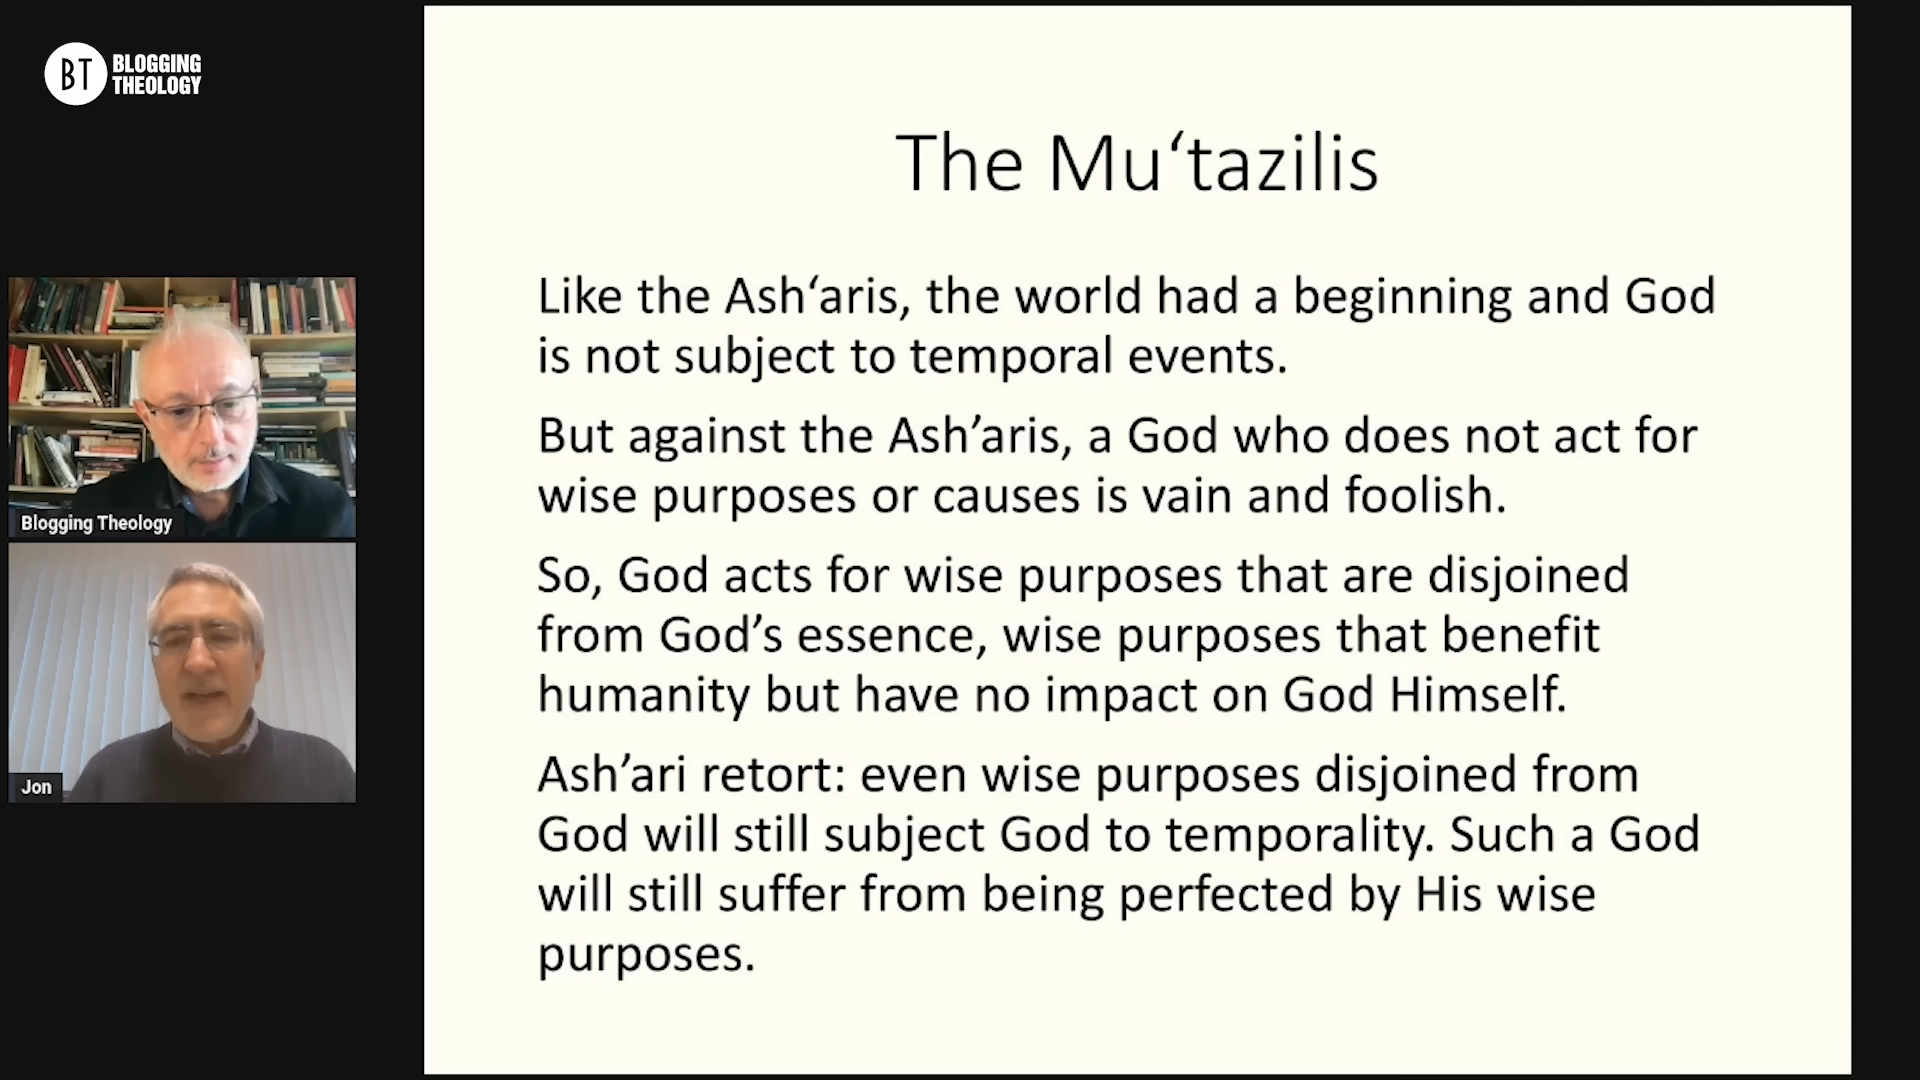 BT
BLOGGING
THEOLOGY
The Mu‘tazilis
Like the Ash‘aris, the world had a beginning and God
is not subject to temporal events.
But against the Ash’aris, a God who does not act for
wise purposes or causes is vain and foolish.
So, God acts for wise purposes that are disjoined
from God’s essence, wise purposes that benefit
humanity but have no impact on God Himself.
Ash’ari retort: even wise purposes disjoined from
God will still subject God to temporality. Such a God
will still suffer from being perfected by His wise
purposes.
Blogging Theology
Jon